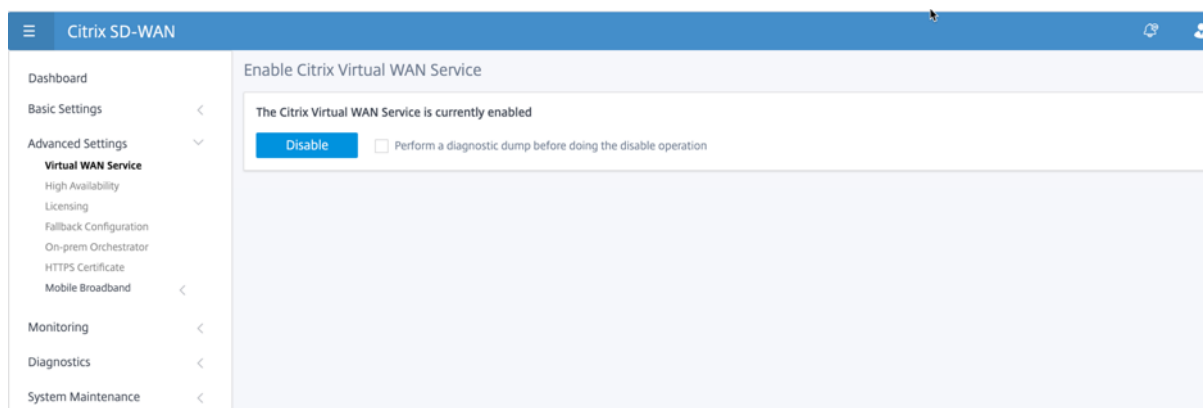 Citrix SD-WAN
Dashboard
Basic Settings
Advanced Settings
Virtual WAN Service
High Availability
Licensing
Fallback Configuration
On-prem Orchestrator
HTTPS Certificate
Mobile Broadband
Monitoring
Diagnostics
System Maintenance
Enable Citrix Virtual WAN Service
The Citrix Virtual WAN Service is currently enabled
Disable Perform a diagnostic dump before doing the disable operation